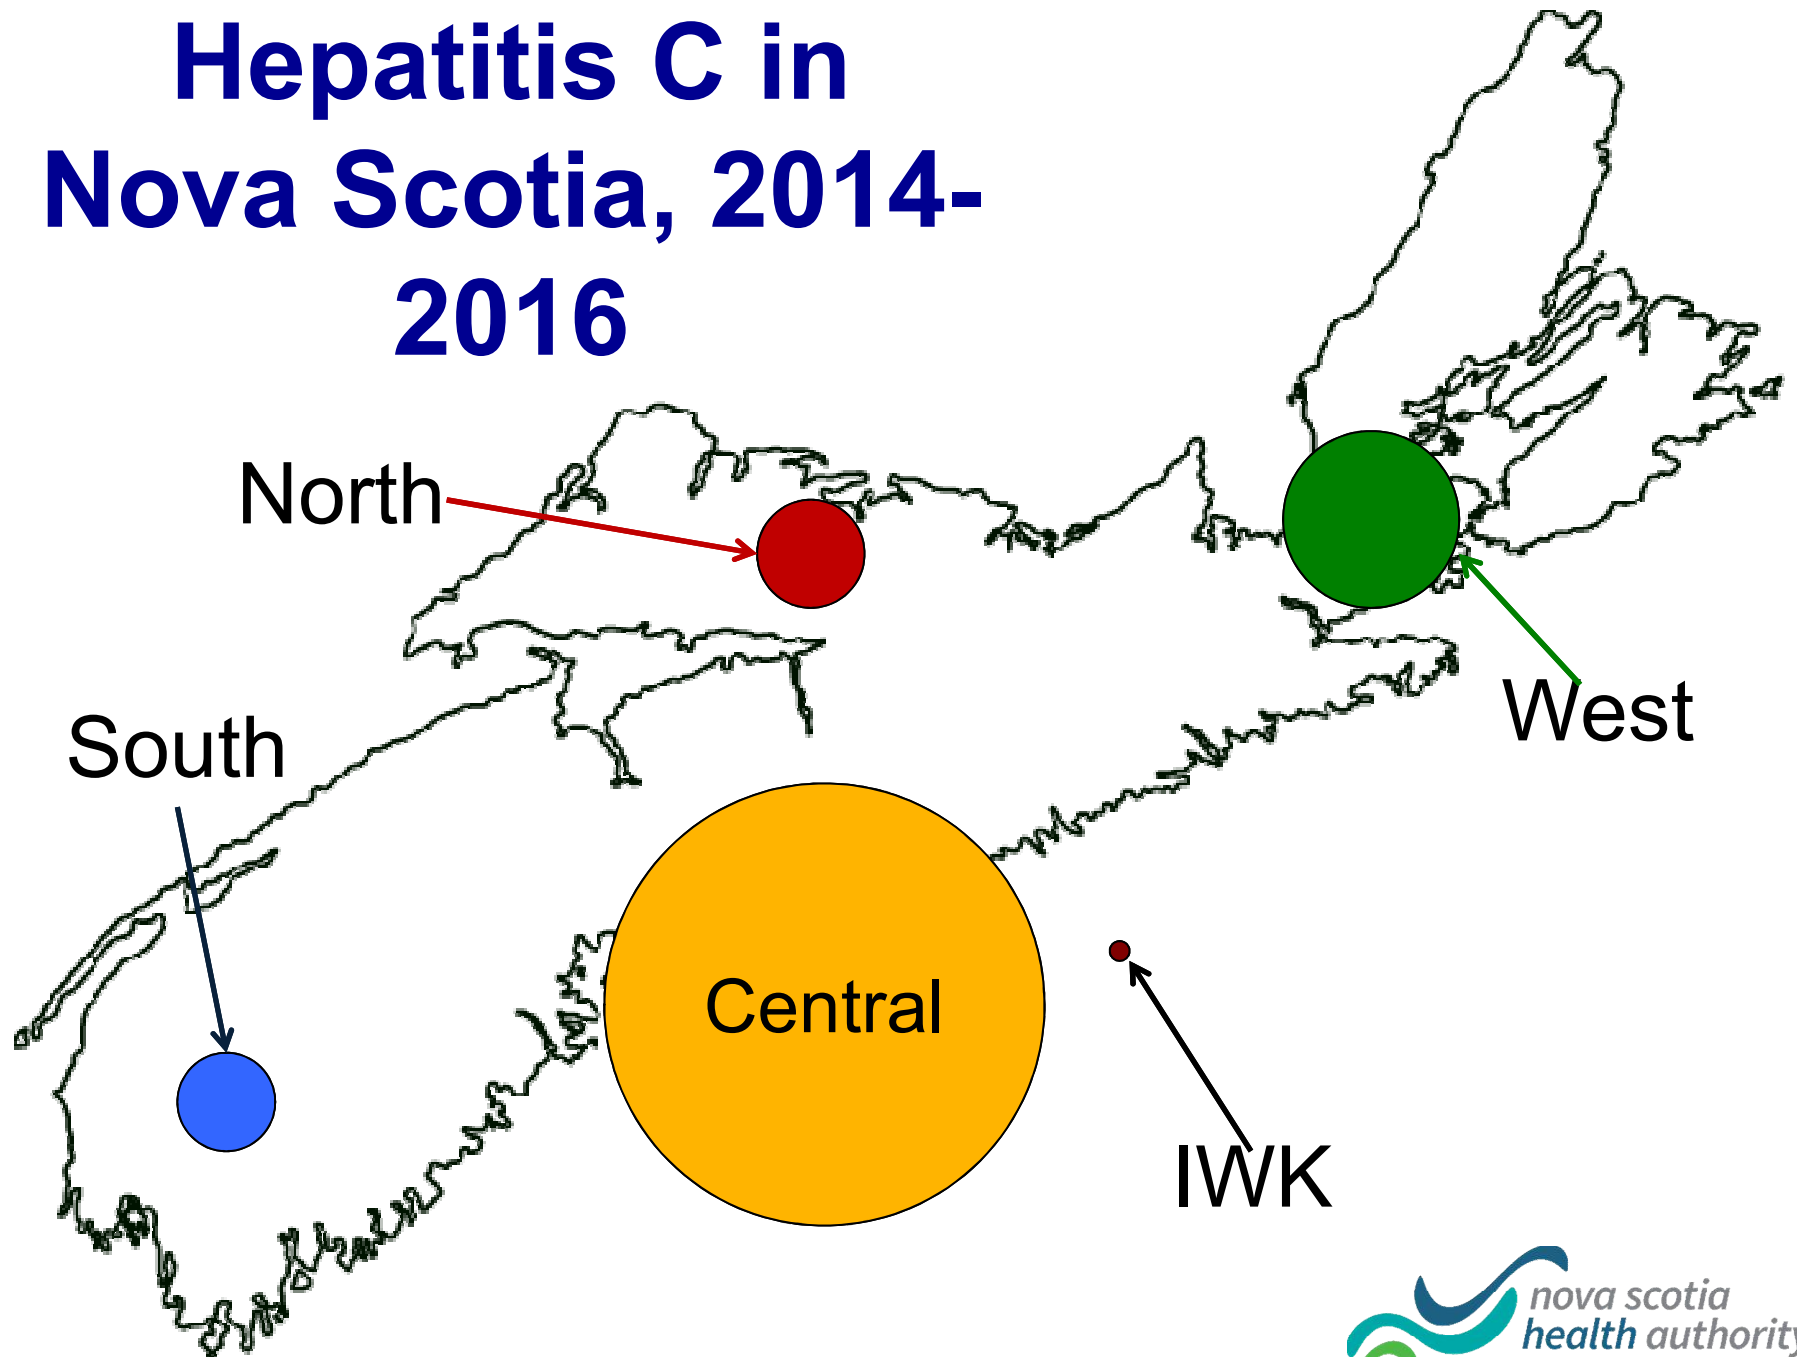 Hepatitis C in
Nova Scotia, 2014-
2016
North
West
South
Central
IWK
nova scotia
health authority